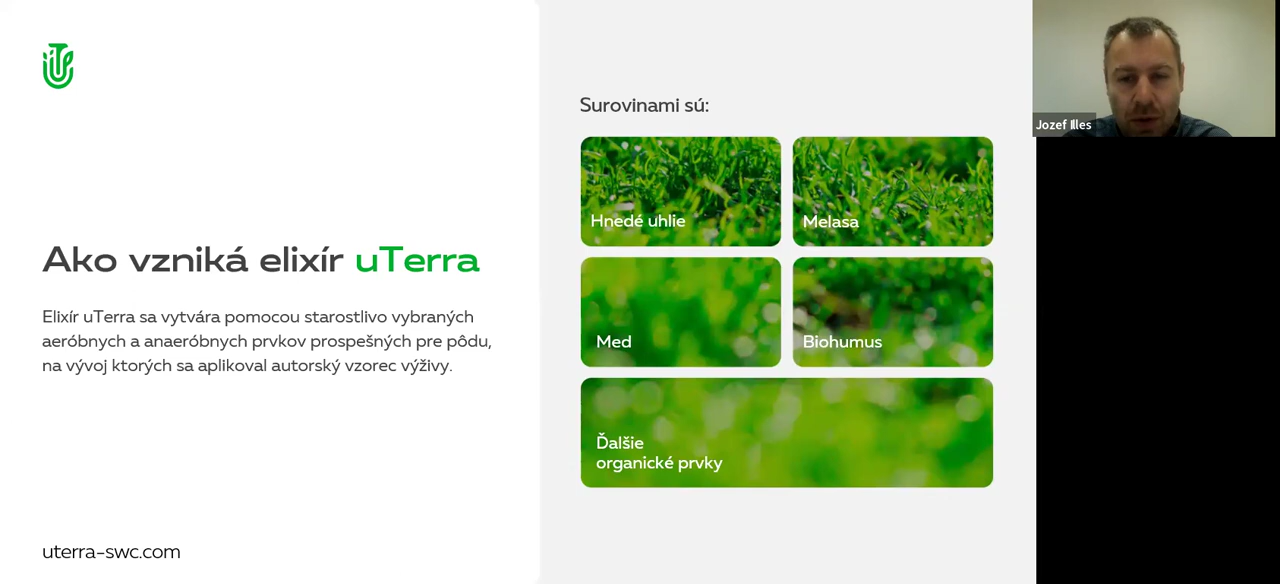 Ako vzniká elixír uTerra
Elixír uTerra sa vytvára pomocou starostlivo vybraných
aeróbnych a anaeróbnych prvkov prospešných pre pôdu,
na vývoj ktorých sa aplikoval autorský vzorec výživy.
uterra-swc.com
Surovinami sú:
Hnedé uhlie
Melasa
Med
Biohumus
Ďalšie
organické prvky
Jozef Illes